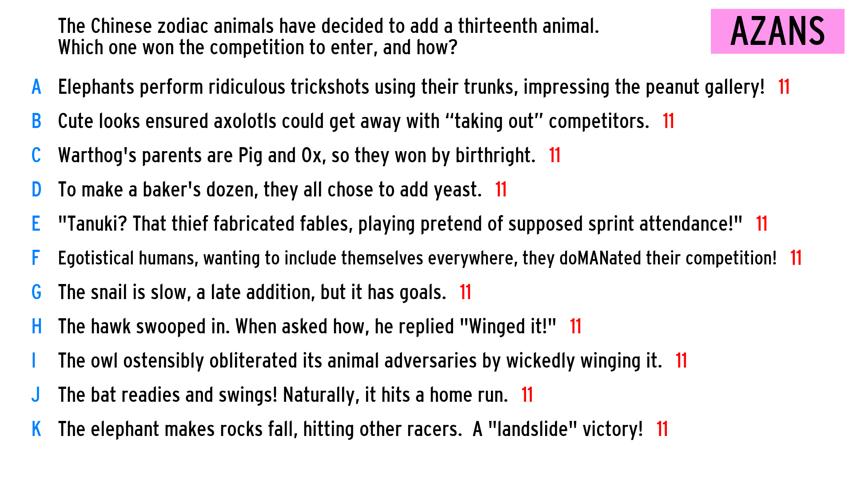 The Chinese zodiac animals have decided to add a thirteenth animal.
Which one won the competition to enter, and how?
AZANS
A Elephants perform ridiculous trickshots using their trunks, impressing the peanut gallery! 11
B Cute looks ensured axolotls could get away with “taking out” competitors. 11
C Warthog's parents are Pig and Ox, so they won by birthright. 11
D To make a baker's dozen, they all chose to add yeast. 11
E "Tanuki? That thief fabricated fables, playing pretend of supposed sprint attendance!" 11
F Egotistical humans, wanting to include themselves everywhere, they doMANated their competition! 11
G The snail is slow, a late addition, but it has goals. 11
H The hawk swooped in. When asked how, he replied "Winged it!" 11
I The owl ostensibly obliterated its animal adversaries by wickedly winging it. 11
J The bat readies and swings! Naturally, it hits a home run. 11
K The elephant makes rocks fall, hitting other racers. A "landslide" victory! 11